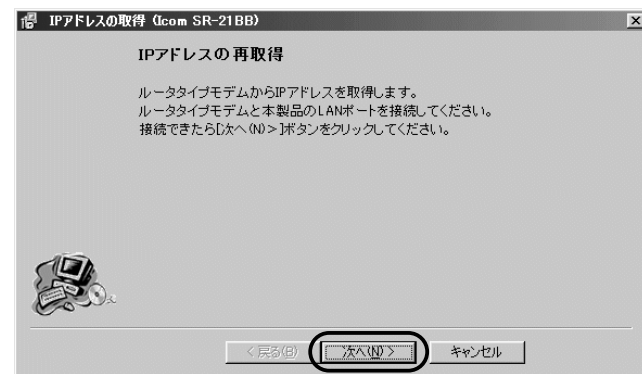 IPアドレスの取得 (Icom SR-21BB)
IPアドレスの再取得
ルータタイプモデムからIPアドレスを取得します。
ルータタイプモデムと本製品のLANポートを接続してください。
接続できたら[次へ(N)>]ボタンをクリックしてください。
<戻る(B) 次へ(N)> キャンセル